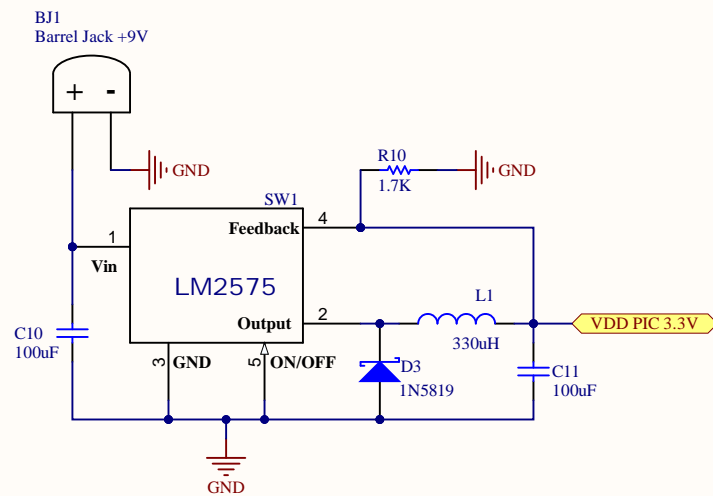 BJ1
Barrel Jack +9V
+ -
GND
R10
1.7K
GND
SW1
4
Feedback
1
Vin
LM2575
2
Output
L1
330uH
VDD PIC 3.3V
C10
100uF
3
GND
5
ON/OFF
D3
1N5819
C11
100uF
GND